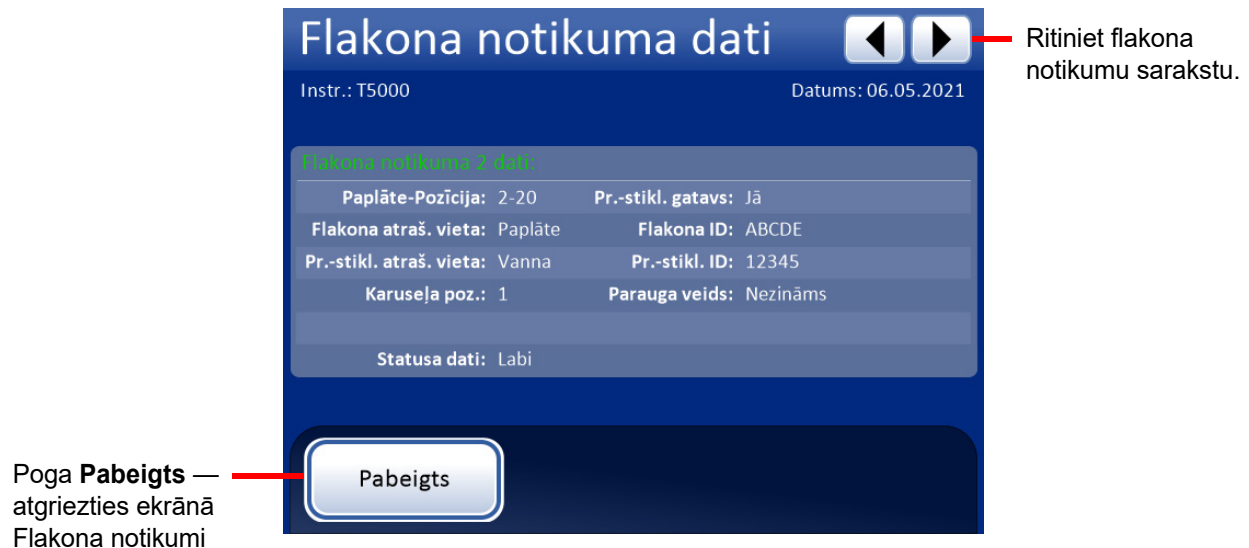 Flakona notikuma dati
Ritiniet flakona
notikumu sarakstu.
Instr.: T5000 Datums: 06.05.2021
Flakona notikuma 2 dati:
Paplāte-Pozīcija: 2-20 Pr.-stikl. gatavs: Jā
Flakona atraš. vieta: Paplāte Flakona ID: ABCDE
Pr.-stikl. atraš. vieta: Vanna Pr.-stikl. ID: 12345
Karuseļa poz.: 1 Parauga veids: Nezināms
Statusa dati: Labi
Pabeigts
Poga Pabeigts —
atgriezties ekrānā
Flakona notikumi